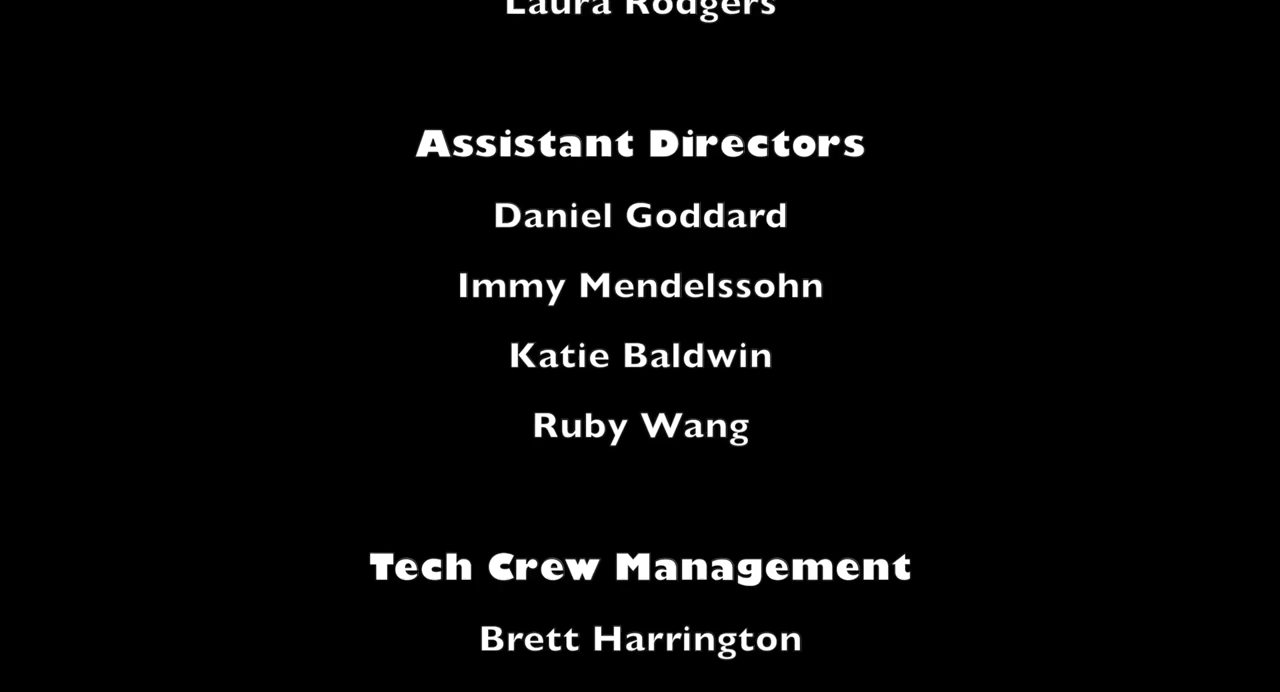 Laura Rodgers
Assistant Directors
Daniel Goddard
Immy Mendelssohn
Katie Baldwin
Ruby Wang
Tech Crew Management
Brett Harrington